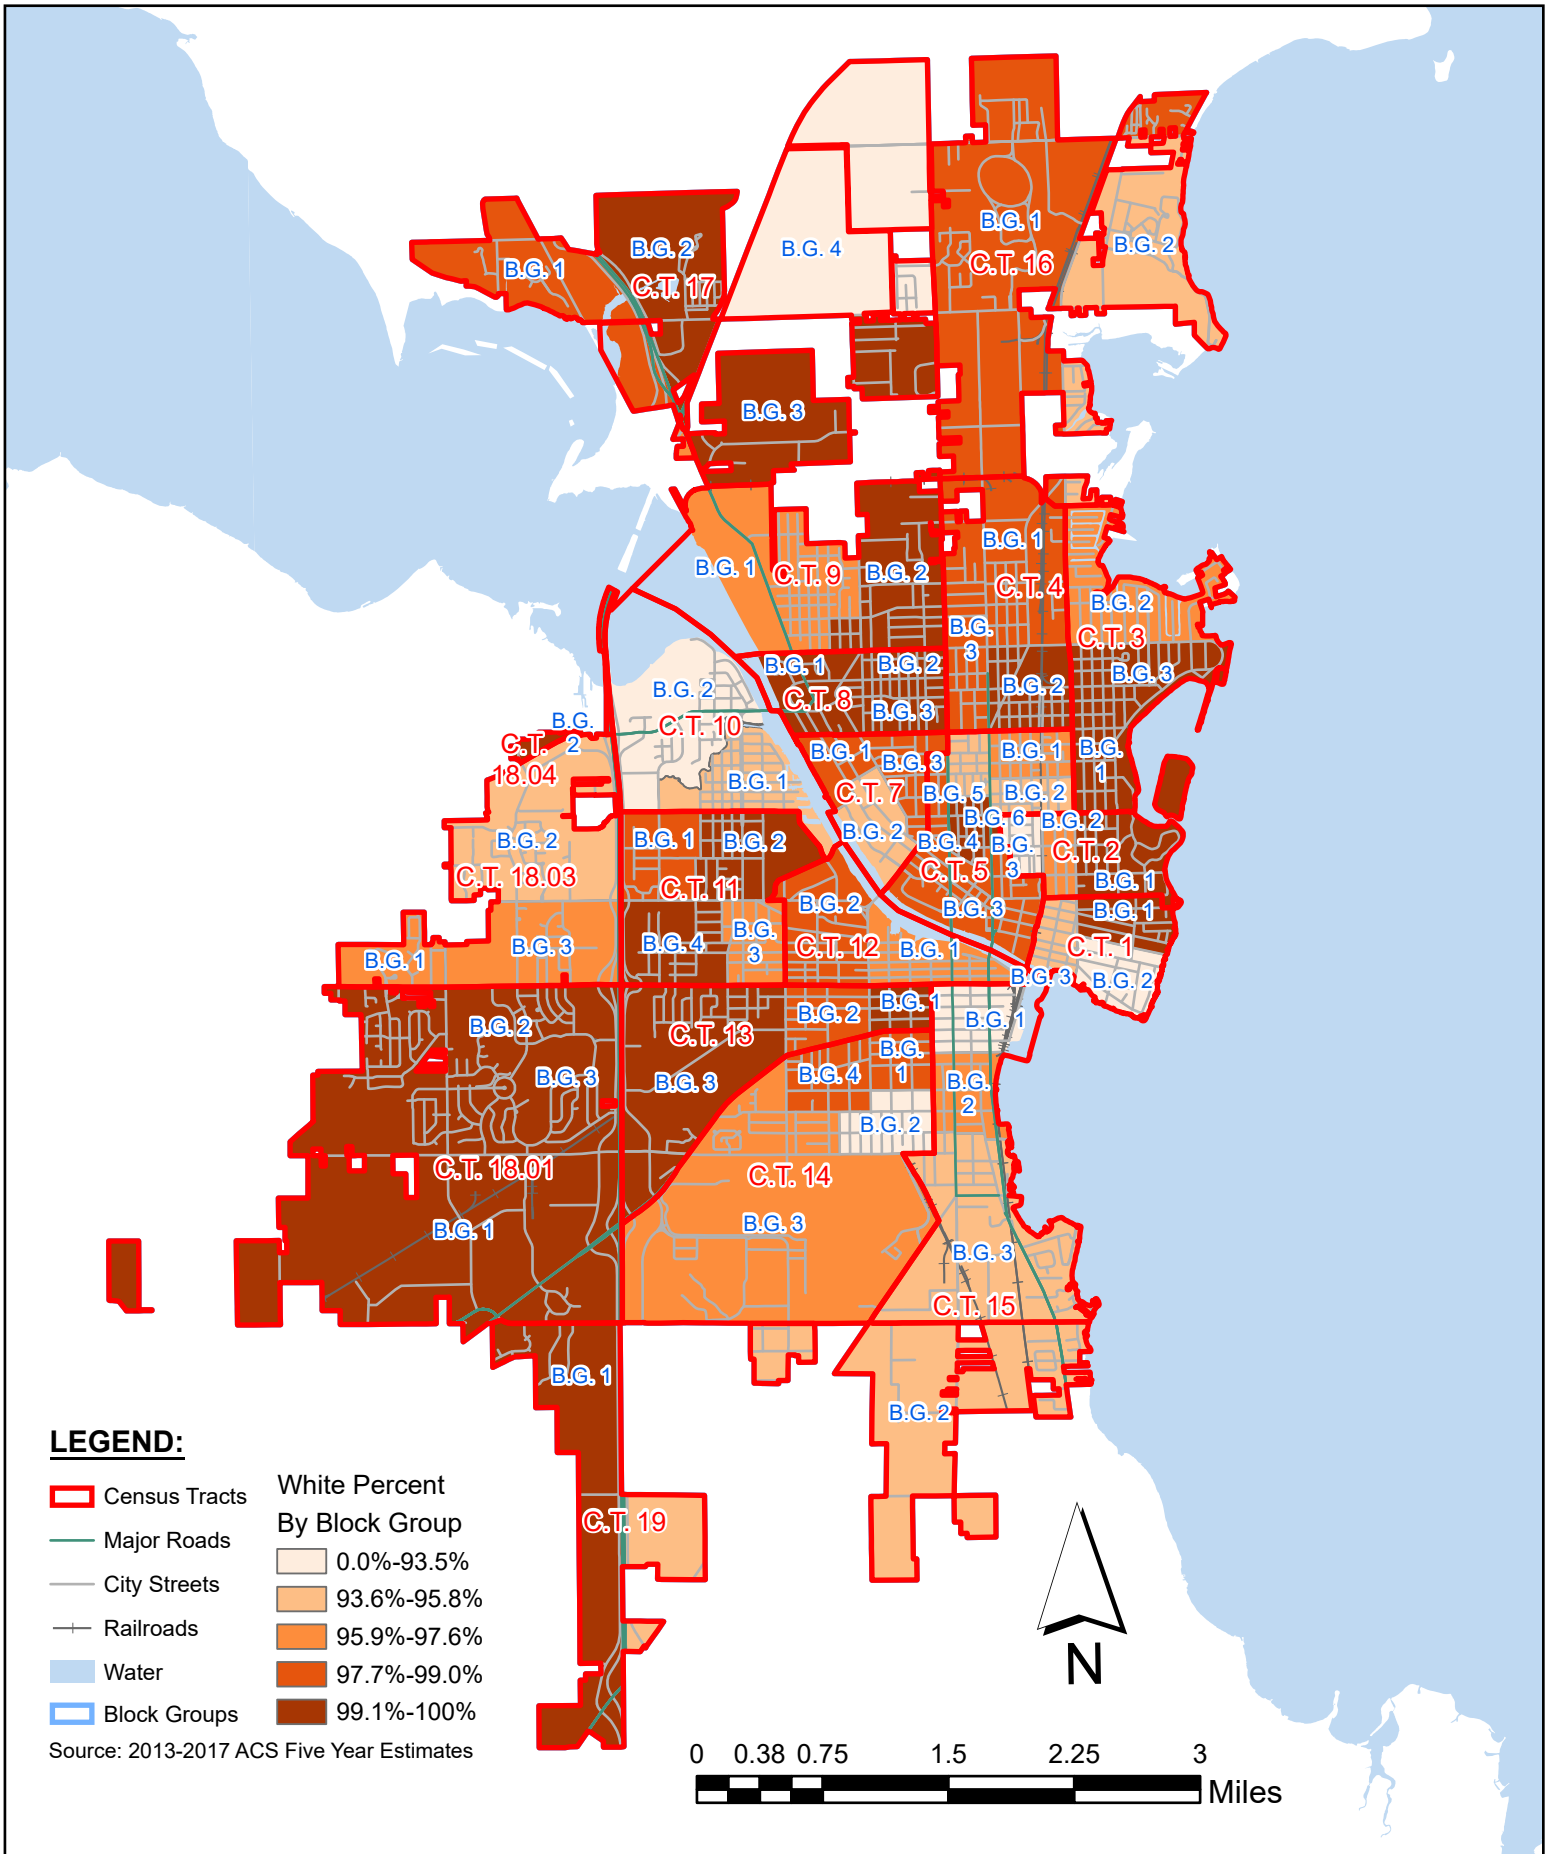 B.G. 1
B.G. 2
C.T. 17
B.G. 4
B.G. 1
C.T. 16
B.G. 2
B.G. 3
B.G. 1
C.T. 9
B.G. 2
B.G. 1
C.T. 4
B.G.
3
B.G. 2
B.G. 2
C.T. 3
B.G. 3
B.G.
1
B.G. 1
B.G. 2
C.T. 8
B.G. 3
B.G. 2
C.T. 10
B.G. 1
B.G.
2
C.T.
18.04
B.G. 2
C.T. 18.03
B.G. 3
B.G. 1
B.G. 1
B.G. 3
C.T. 7
B.G. 2
B.G. 1
B.G. 2
B.G. 5
B.G. 6
B.G. 4
B.G.
3
C.T. 5
B.G. 3
B.G. 2
C.T. 2
B.G. 1
B.G. 1
C.T. 1
B.G. 2
B.G. 3
B.G. 1
B.G. 2
C.T. 11
B.G. 4
B.G.
3
B.G. 2
C.T. 12
B.G. 1
B.G. 2
B.G. 3
C.T. 18.01
B.G. 1
C.T. 13
B.G. 3
B.G. 2
B.G. 1
B.G. 1
B.G.
1
B.G. 4
B.G. 2
B.G.
2
C.T. 14
B.G. 3
B.G. 3
C.T. 15
B.G. 2
B.G. 1
C.T. 19
LEGEND:
Census Tracts
Major Roads
City Streets
Railroads
Water
Block Groups
White Percent
By Block Group
0.0%-93.5%
93.6%-95.8%
95.9%-97.6%
97.7%-99.0%
99.1%-100%
Source: 2013-2017 ACS Five Year Estimates
N
0 0.38 0.75 1.5 2.25 3
Miles